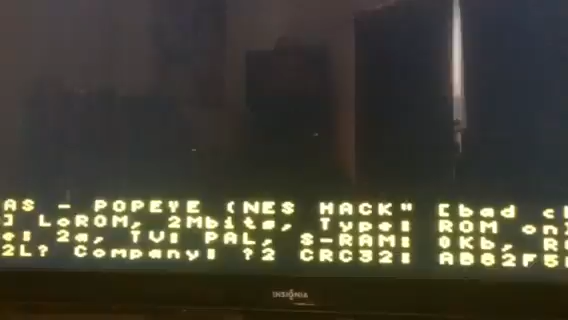 AS - POPEYE (NES HACK" [bad c
] LoROM, 2Mbits, Type: ROM on
e: 2a, TV: PAL, S-RAM: 0Kb, R
2L? Company: ?2 CRC32: AB62F5
INSIGNIA